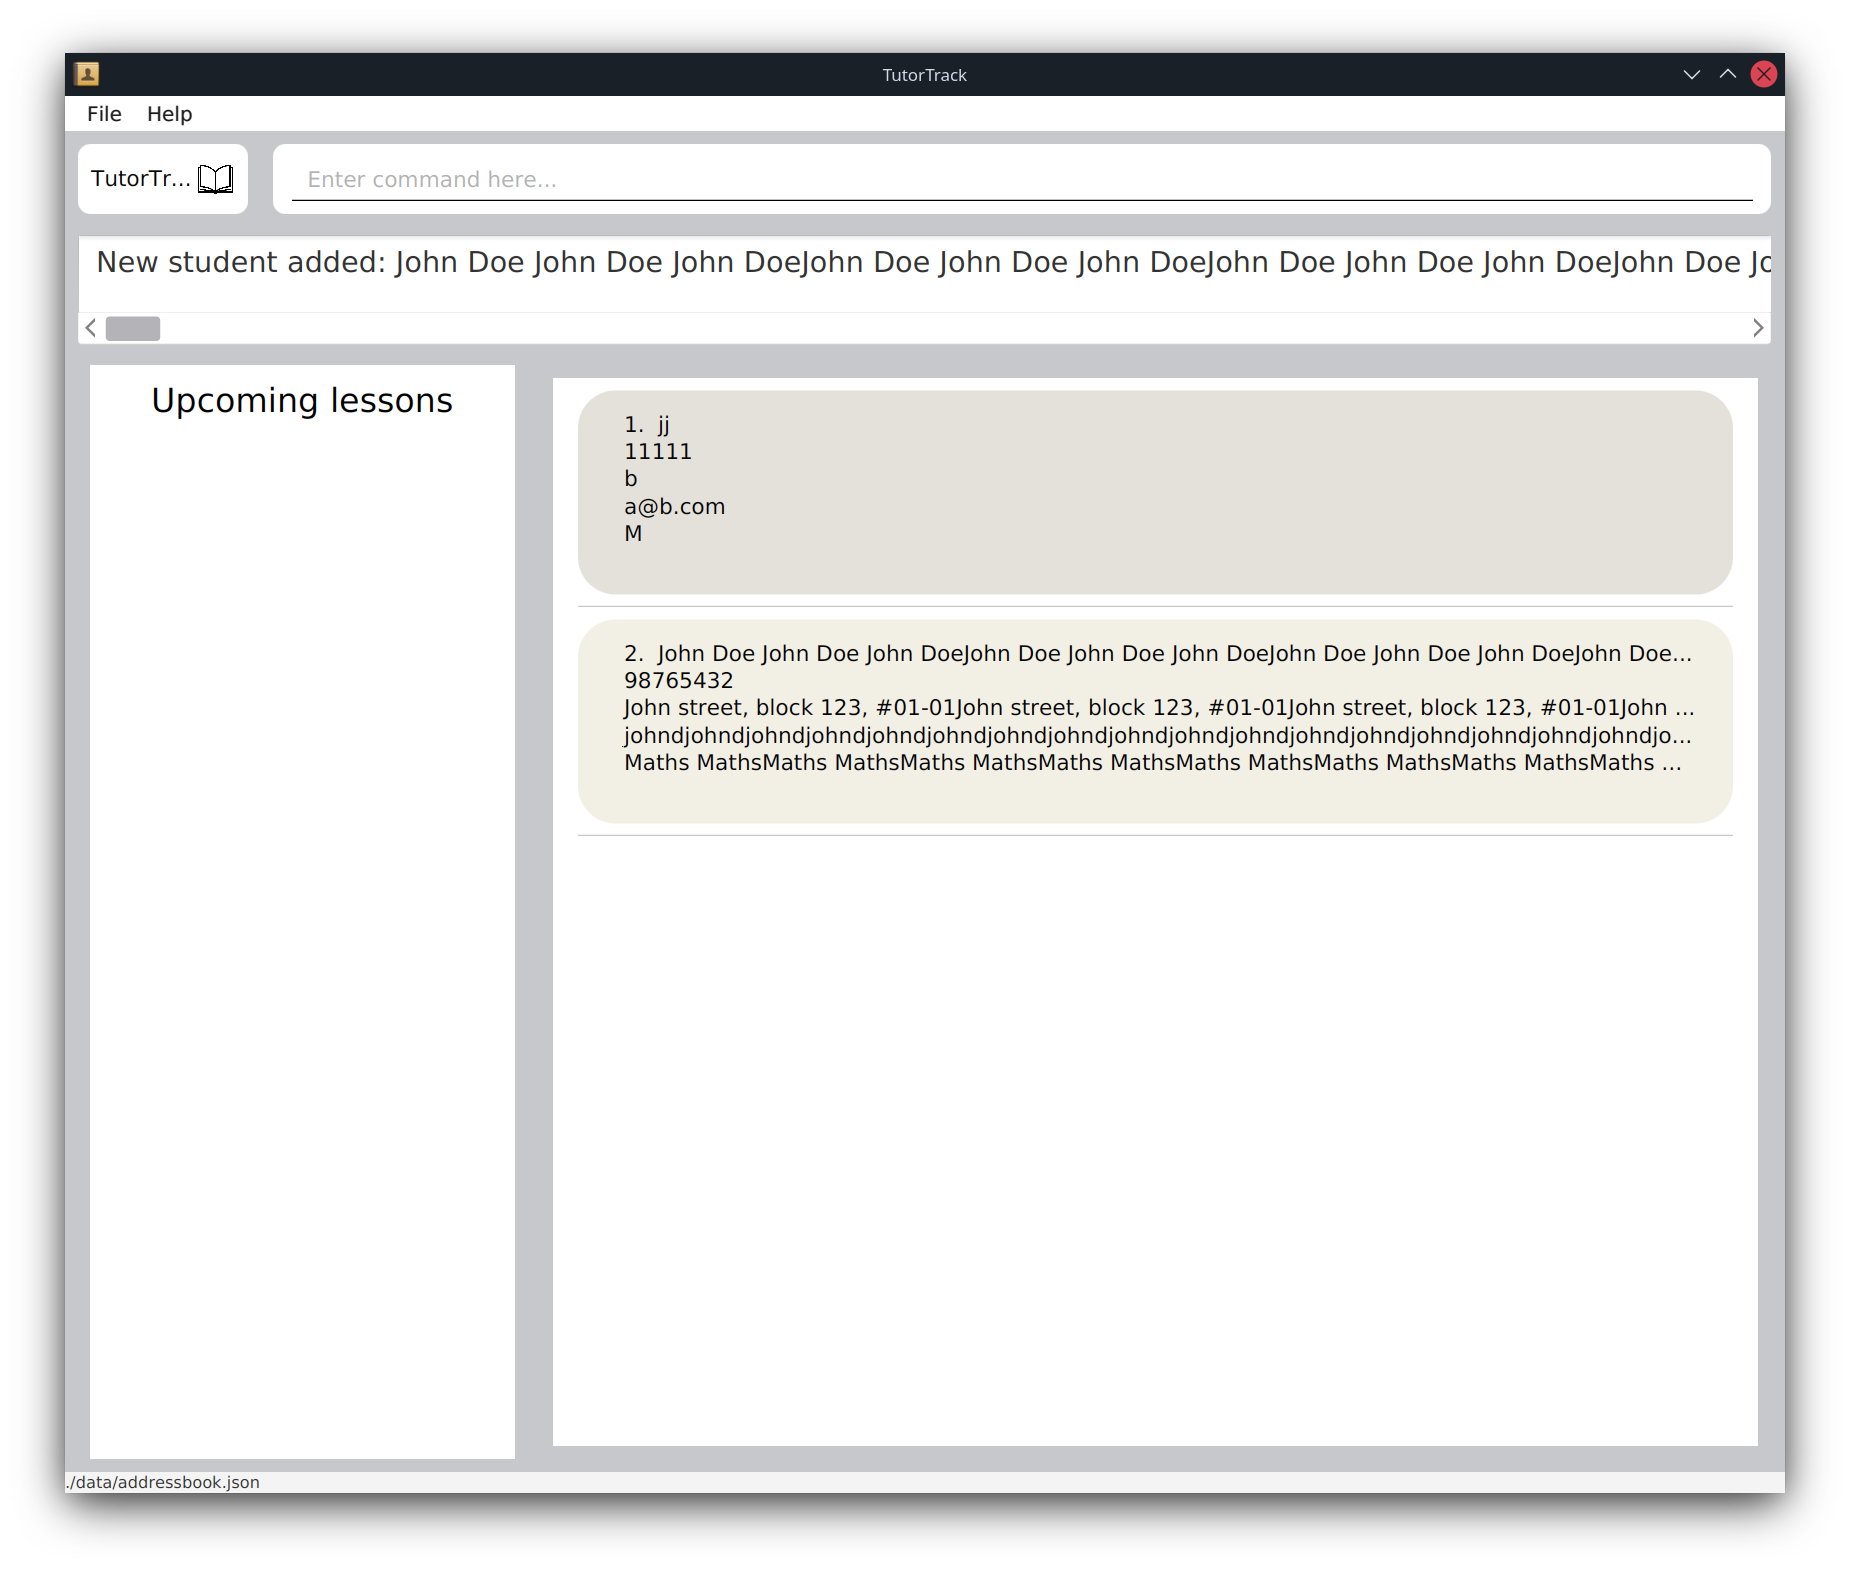 TutorTrack
File Help
TutorTr...
Enter command here...
New student added: John Doe John Doe John DoeJohn Doe John Doe John DoeJohn Doe John Doe John DoeJohn Doe Jo
Upcoming lessons
1. jj
11111
b
a@b.com
M
2. John Doe John Doe John DoeJohn Doe John Doe John DoeJohn Doe John Doe John DoeJohn Doe...
98765432
John street, block 123, #01-01John street, block 123, #01-01John street, block 123, #01-01John ...
johndjohndjohndjohndjohndjohndjohndjohndjohndjohndjohndjohndjohndjohndjohndjohndjohndjo...
Maths MathsMaths MathsMaths MathsMaths MathsMaths MathsMaths MathsMaths MathsMaths ...
./data/addressbook.json